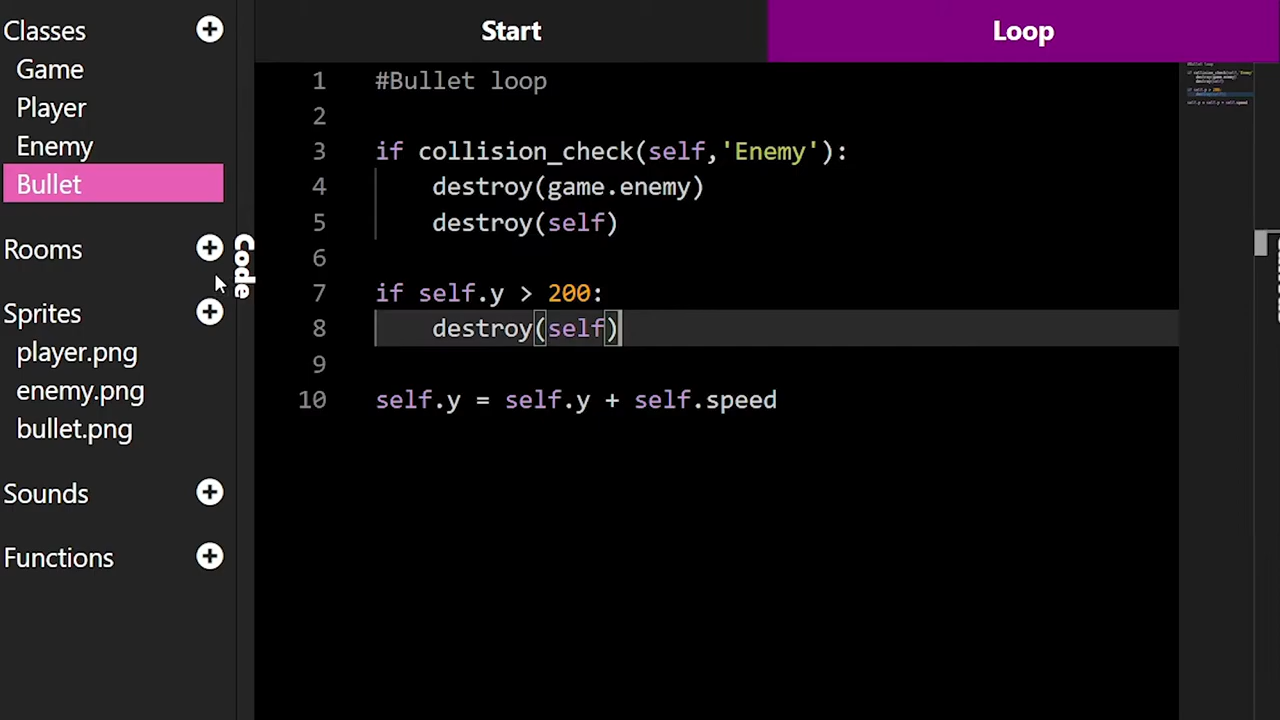 Classes
Game
Player
Enemy
Bullet
Rooms
Sprites
player.png
enemy.png
bullet.png
Sounds
Functions
Code
Start
Loop
1 #Bullet loop
2
3 if collision_check(self,'Enemy'):
4 destroy(game.enemy)
5 destroy(self)
6
7 if self.y > 200:
8 destroy(self)
9
10 self.y = self.y + self.speed